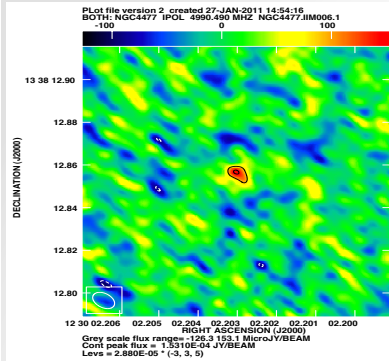 PLot file version 2  created 27-JAN-2011 14:54:16
BOTH: NGC4477  IPOL  4990.490 MHZ  NGC4477.IIM006.1
-100 0 100
DECLINATION (J2000)
13 38 12.90
12.88
12.86
12.84
12.82
12.80
12 30 02.206 02.205 02.204 02.203 02.202 02.201 02.200
RIGHT ASCENSION (J2000)
Grey scale flux range= -126.3 153.1 MicroJY/BEAM
Cont peak flux =  1.5310E-04 JY/BEAM
Levs = 2.880E-05 * (-3, 3, 5)